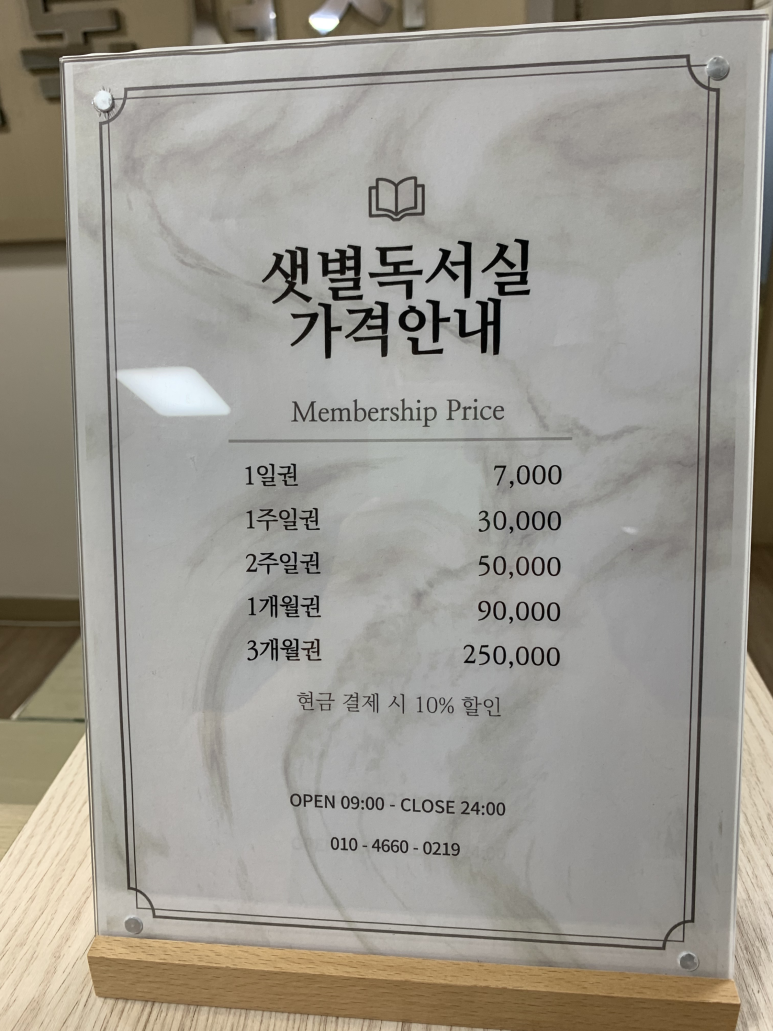 샛별독서실
가격안내
Membership Price
1일권 7,000
1주일권 30,000
2주일권 50,000
1개월권 90,000
3개월권 250,000
현금 결제 시 10% 할인
OPEN 09:00 - CLOSE 24:00
010 - 4660 - 0219